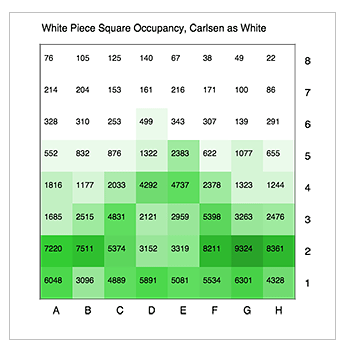 White Piece Square Occupancy, Carlsen as White
76 105 125 140 67 38 49 22 8
214 204 153 161 216 171 100 86 7
328 310 253 499 343 307 139 291 6
552 832 876 1322 2383 622 1077 655 5
1816 1177 2033 4292 4737 2378 1323 1244 4
1685 2515 4831 2121 2959 5398 3263 2476 3
7220 7511 5374 3152 3319 8211 9324 8361 2
6048 3096 4889 5891 5081 5534 6301 4328 1
A B C D E F G H